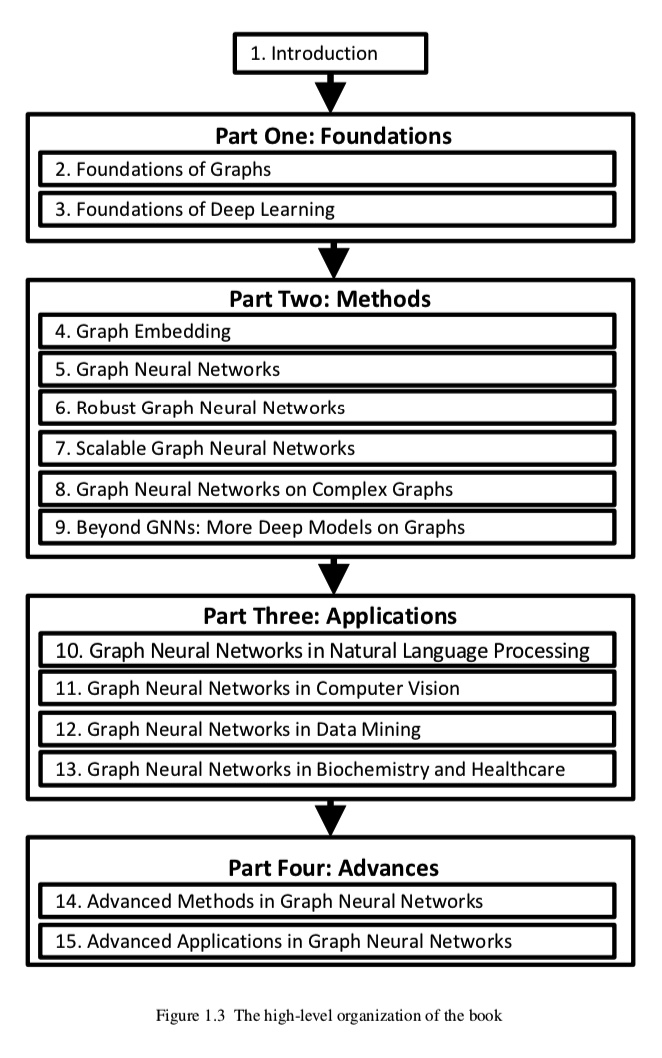 1. Introduction
Part One: Foundations
2. Foundations of Graphs
3. Foundations of Deep Learning
Part Two: Methods
4. Graph Embedding
5. Graph Neural Networks
6. Robust Graph Neural Networks
7. Scalable Graph Neural Networks
8. Graph Neural Networks on Complex Graphs
9. Beyond GNNs: More Deep Models on Graphs
Part Three: Applications
10. Graph Neural Networks in Natural Language Processing
11. Graph Neural Networks in Computer Vision
12. Graph Neural Networks in Data Mining
13. Graph Neural Networks in Biochemistry and Healthcare
Part Four: Advances
14. Advanced Methods in Graph Neural Networks
15. Advanced Applications in Graph Neural Networks
Figure 1.3 The high-level organization of the book